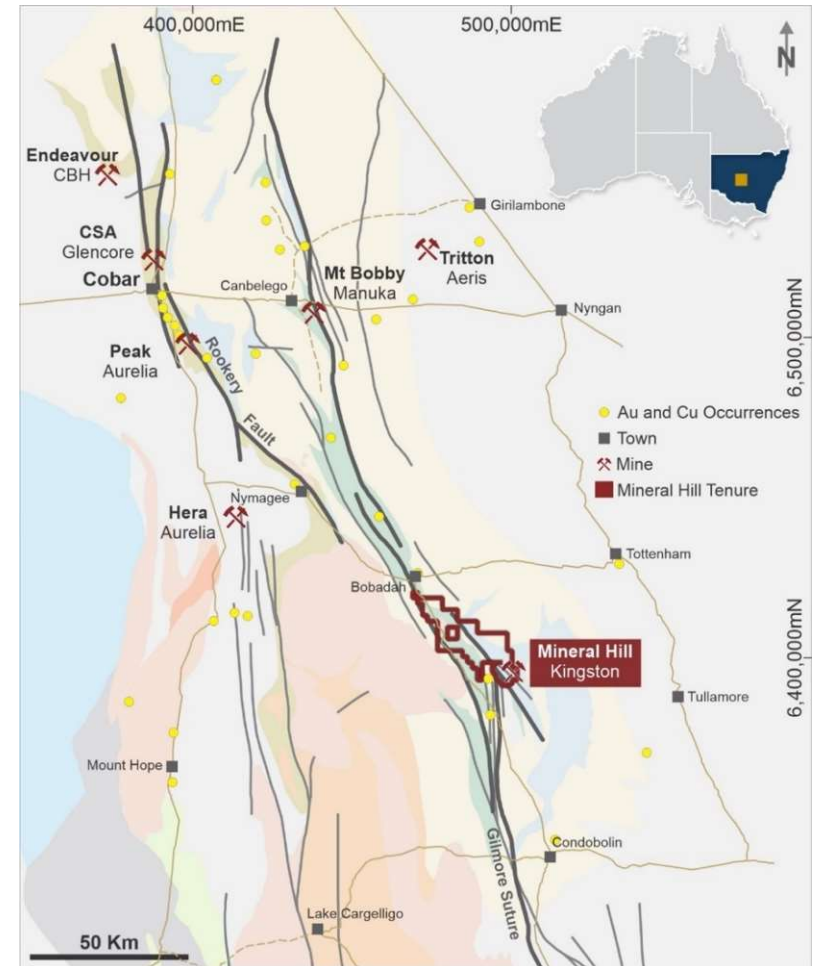 400,000mE
500,000mE
N
Endeavour
CBH
Girilambone
CSA
Glencore
Tritton
Aeris
Cobar
Canbelego
Mt Bobby
Manuka
Nyngan
6,500,000mN
Peak
Aurelia
Rookery
Fault
Au and Cu Occurrences
Town
Mine
Mineral Hill Tenure
Nymagee
Hera
Aurelia
Tottenham
Bobadah
Mineral Hill
Kingston
6,400,000mN
Tullamore
Mount Hope
Condobolin
Gilmore Suture
Lake Cargelligo
50 Km